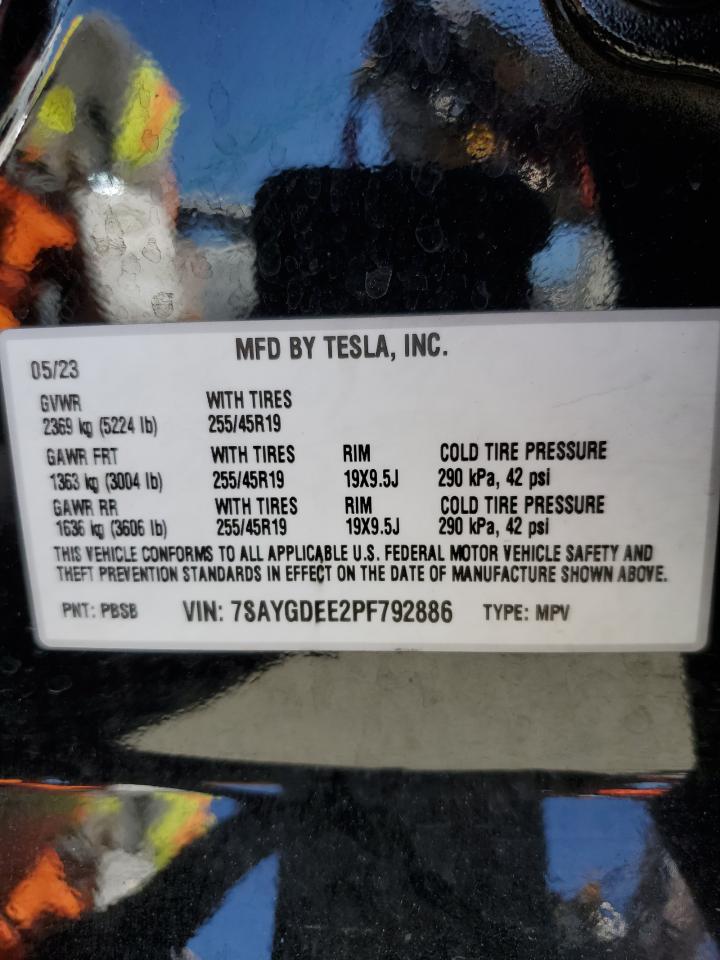 MFD BY TESLA, INC.
05/23
GVWR WITH TIRES
2369 kg (5224 lb) 255/45R19
GAWR FRT WITH TIRES RIM COLD TIRE PRESSURE
1363 kg (3004 lb) 255/45R19 19X9.5J 290 kPa, 42 psi
GAWR RR WITH TIRES RIM COLD TIRE PRESSURE
1636 kg (3606 lb) 255/45R19 19X9.5J 290 kPa, 42 psi
THIS VEHICLE CONFORMS TO ALL APPLICABLE U.S. FEDERAL MOTOR VEHICLE SAFETY AND
THEFT PREVENTION STANDARDS IN EFFECT ON THE DATE OF MANUFACTURE SHOWN ABOVE.
PNT: PBSB VIN: 7SAYGDEE2PF792886 TYPE: MPV